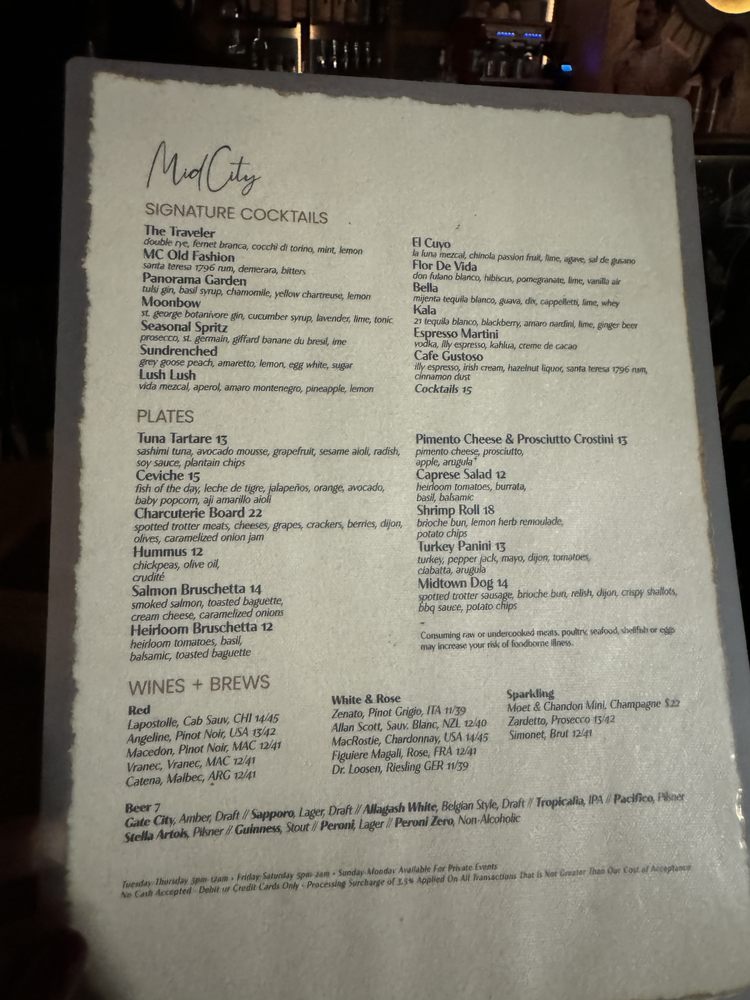 MidCity
SIGNATURE COCKTAILS
The Traveler
double rye, fernet branca, cocchi di torino, mint, lemon
MC Old Fashion
santa teresa 1796 rum, demerara, bitters
Panorama Garden
tulsi gin, basil syrup, chamomile, yellow chartreuse, lemon
Moonbow
st. george botanivore gin, cucumber syrup, lavender, lime, tonic
Seasonal Spritz
prosecco, st. germain, giffard banane du bresil, ime
Sundrenched
grey goose peach, amaretto, lemon, egg white, sugar
Lush Lush
vida mezcal, aperol, amaro montenegro, pineapple, lemon
El Cuyo
la luna mezcal, chinola passion fruit, lime, agave, sal de gusano
Flor De Vida
don fulano blanco, hibiscus, pomegranate, lime, vanilla air
Bella
mijenta tequila blanco, guava, dix, cappelletti, lime, whey
Kala
21 tequila blanco, blackberry, amaro nardini, lime, ginger beer
Espresso Martini
vodka, illy espresso, kahlua, creme de cacao
Cafe Gustoso
illy espresso, irish cream, hazelnut liquor, santa teresa 1796 rum,
cinnamon dust
Cocktails 15
PLATES
Tuna Tartare 13
sashimi tuna, avocado mousse, grapefruit, sesame aioli, radish,
soy sauce, plantain chips
Ceviche 15
fish of the day, leche de tigre, jalapeños, orange, avocado,
baby popcorn, aji amarillo aioli
Charcuterie Board 22
spotted trotter meats, cheeses, grapes, crackers, berries, dijon,
olives, caramelized onion jam
Hummus 12
chickpeas, olive oil,
crudité
Salmon Bruschetta 14
smoked salmon, toasted baguette,
cream cheese, caramelized onions
Heirloom Bruschetta 12
heirloom tomatoes, basil,
balsamic, toasted baguette
Pimento Cheese & Prosciutto Crostini 13
pimento cheese, prosciutto,
apple, arugula
Caprese Salad 12
heirloom tomatoes, burrata,
basil, balsamic
Shrimp Roll 18
brioche bun, lemon herb remoulade,
potato chips
Turkey Panini 13
turkey, pepper jack, mayo, dijon, tomatoes,
ciabatta, arugula
Midtown Dog 14
spotted trotter sausage, brioche bun, relish, dijon, crispy shallots,
bbq sauce, potato chips
Consuming raw or undercooked meats, poultry, seafood, shellfish or eggs
may increase your risk of foodborne illness.
WINES + BREWS
Red
Lapostolle, Cab Sauv, CHI 14/45
Angeline, Pinot Noir, USA 13/42
Macedon, Pinot Noir, MAC 12/41
Vranec, Vranec, MAC 12/41
Catena, Malbec, ARG 12/41
White & Rose
Zenato, Pinot Grigio, ITA 11/39
Allan Scott, Sauv. Blanc, NZL 12/40
MacRostie, Chardonnay, USA 14/45
Figuiere Magali, Rose, FRA 12/41
Dr. Loosen, Riesling GER 11/39
Sparkling
Moet & Chandon Mini, Champagne $22
Zardetto, Prosecco 13/42
Simonet, Brut 12/41
Beer 7
Gate City, Amber, Draft // Sapporo, Lager, Draft // Allagash White, Belgian Style, Draft // Tropicalia, IPA // Pacifico, Pilsner
Stella Artois, Pilsner // Guinness, Stout // Peroni, Lager // Peroni Zero, Non-Alcoholic
Tuesday-Thursday 5pm-12am • Friday-Saturday 5pm-2am • Sunday-Monday Available For Private Events
No Cash Accepted - Debit or Credit Cards Only - Processing Surcharge of 3.5% Applied On All Transactions That Is Not Greater Than Our Cost of Acceptance